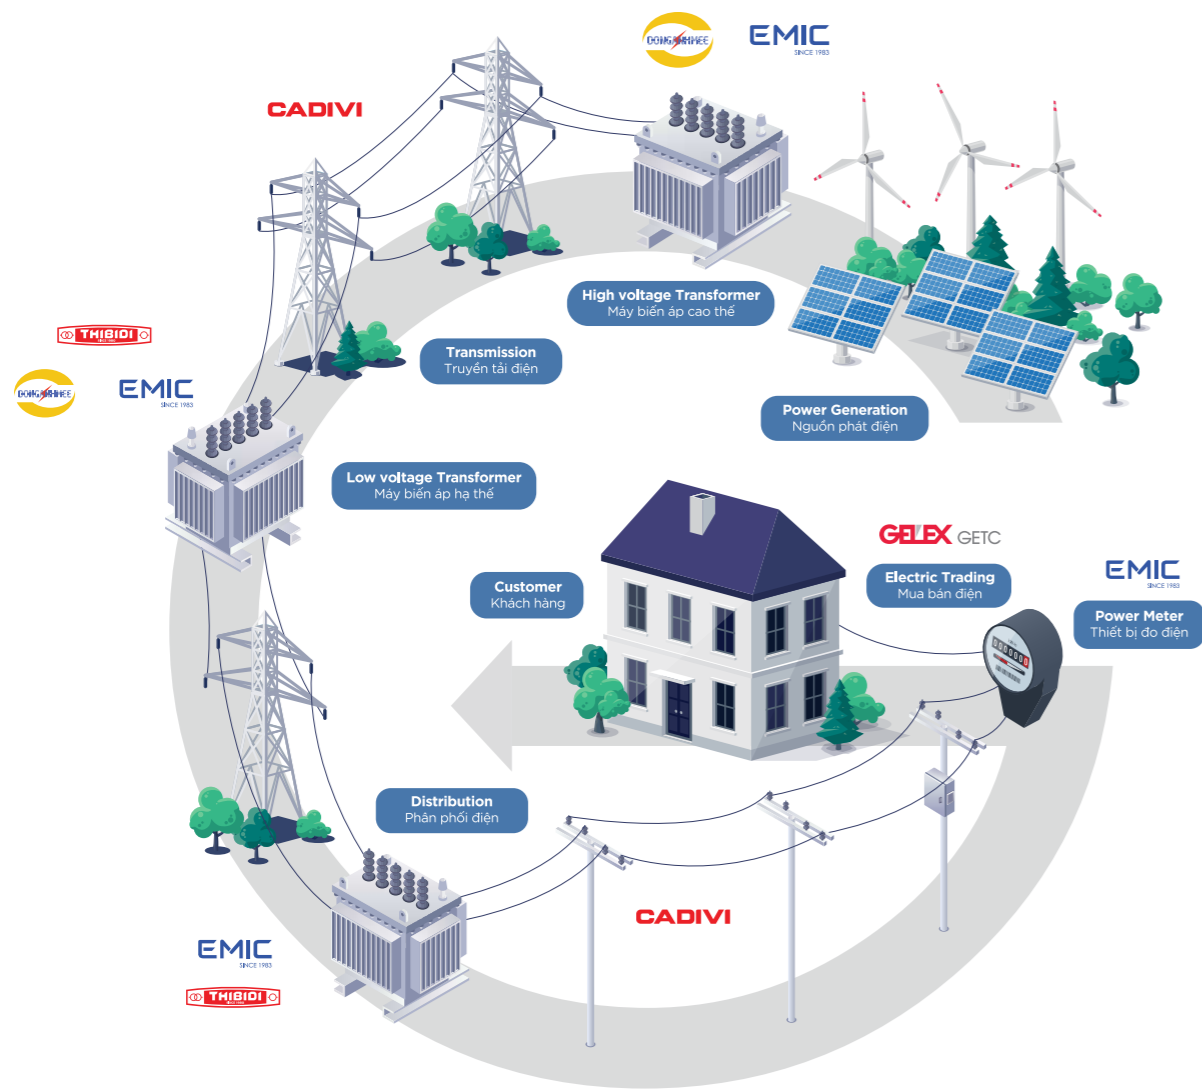 DONGANHMEE
EMIC
SINCE 1983
CADIVI
High voltage Transformer
Máy biến áp cao thế
THIBIDI
Transmission
Truyền tải điện
DONGANHMEE
EMIC
SINCE 1983
Power Generation
Nguồn phát điện
Low voltage Transformer
Máy biến áp hạ thế
GELEX GETC
Customer
Khách hàng
Electric Trading
Mua bán điện
EMIC
SINCE 1983
Power Meter
Thiết bị đo điện
Distribution
Phân phối điện
CADIVI
EMIC
SINCE 1983
THIBIDI